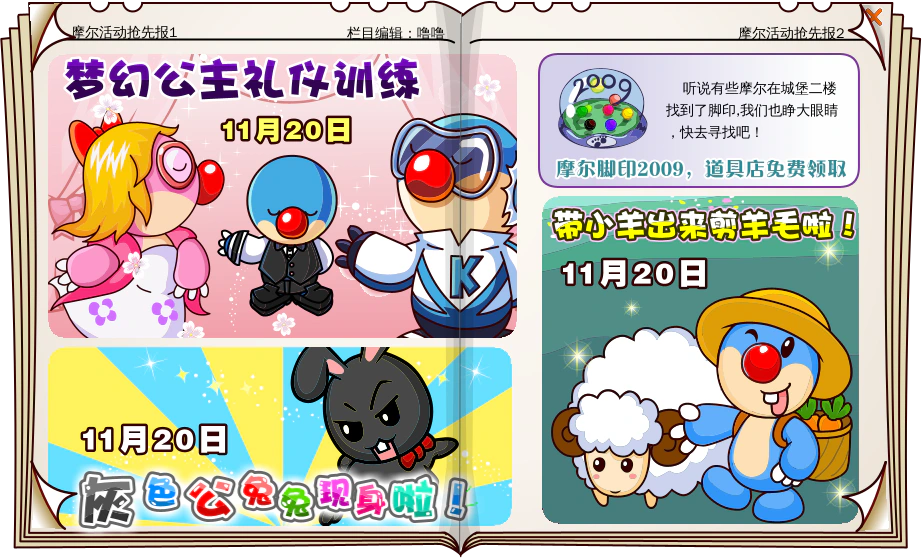 摩尔活动抢先报1
栏目编辑：噜噜
梦幻公主礼仪训练
11月20日
K
11月20日
灰色公兔兔现身啦！
摩尔活动抢先报2
2009
听说有些摩尔在城堡二楼
找到了脚印,我们也睁大眼睛
，快去寻找吧！
摩尔脚印2009，道具店免费领取
带小羊出来剪羊毛啦！
11月20日